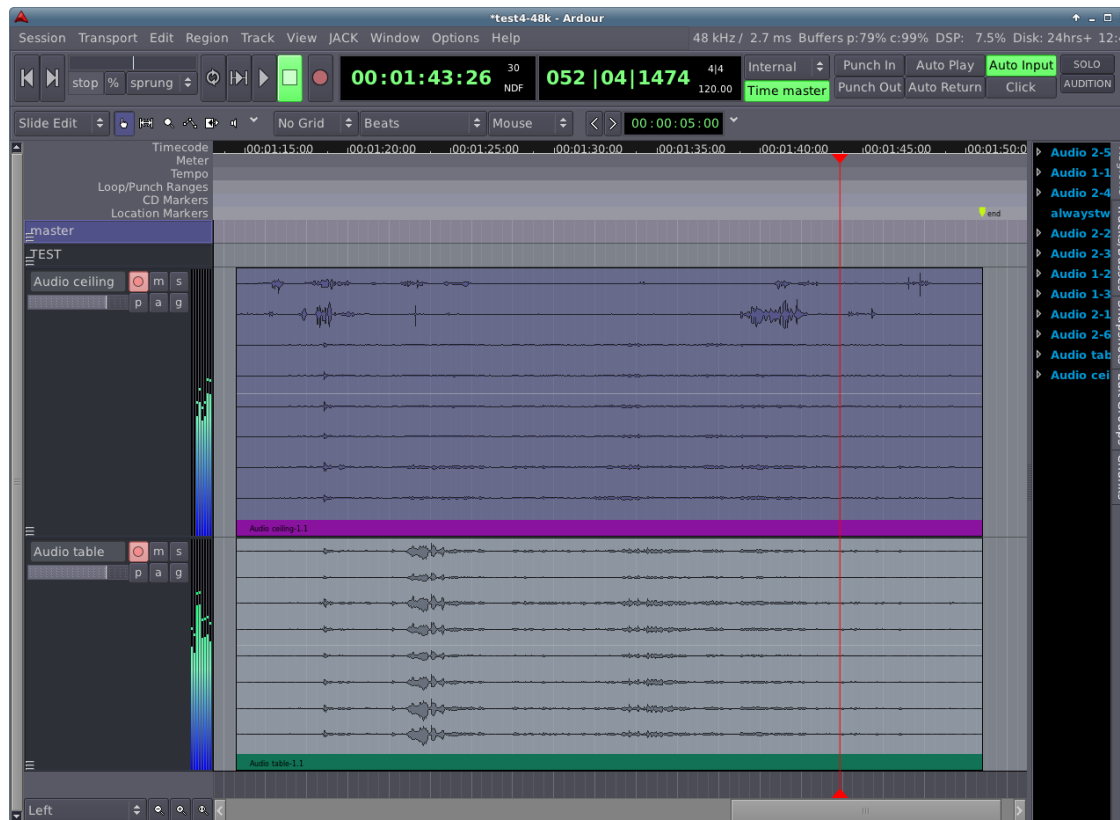 *test4-48k - Ardour
Session Transport Edit Region Track View JACK Window Options Help 48 kHz / 2.7 ms Buffers p:79% c:99% DSP: 7.5% Disk: 24hrs+ 12:
stop % sprung 00:01:43:26 30 NDF 052 |04|1474 4|4 120.00 Internal Time master Punch In Punch Out Auto Play Auto Return Auto Input Click SOLO AUDITION
Slide Edit No Grid Beats Mouse 00:00:05:00
Timecode 00:01:15:00 00:01:20:00 00:01:25:00 00:01:30:00 00:01:35:00 00:01:40:00 00:01:45:00 00:01:50:0
Meter
Tempo
Loop/Punch Ranges
CD Markers
Location Markers end
master
TEST
Audio ceiling m s
p a g
Audio ceiling-1.1
Audio table m s
p a g
Audio table-1.1
Left
Audio 2-5
Audio 1-1
Audio 2-4
alwaystw
Audio 2-2
Audio 2-3
Audio 1-2
Audio 1-3
Audio 2-1
Audio 2-6
Audio tab
Audio cei